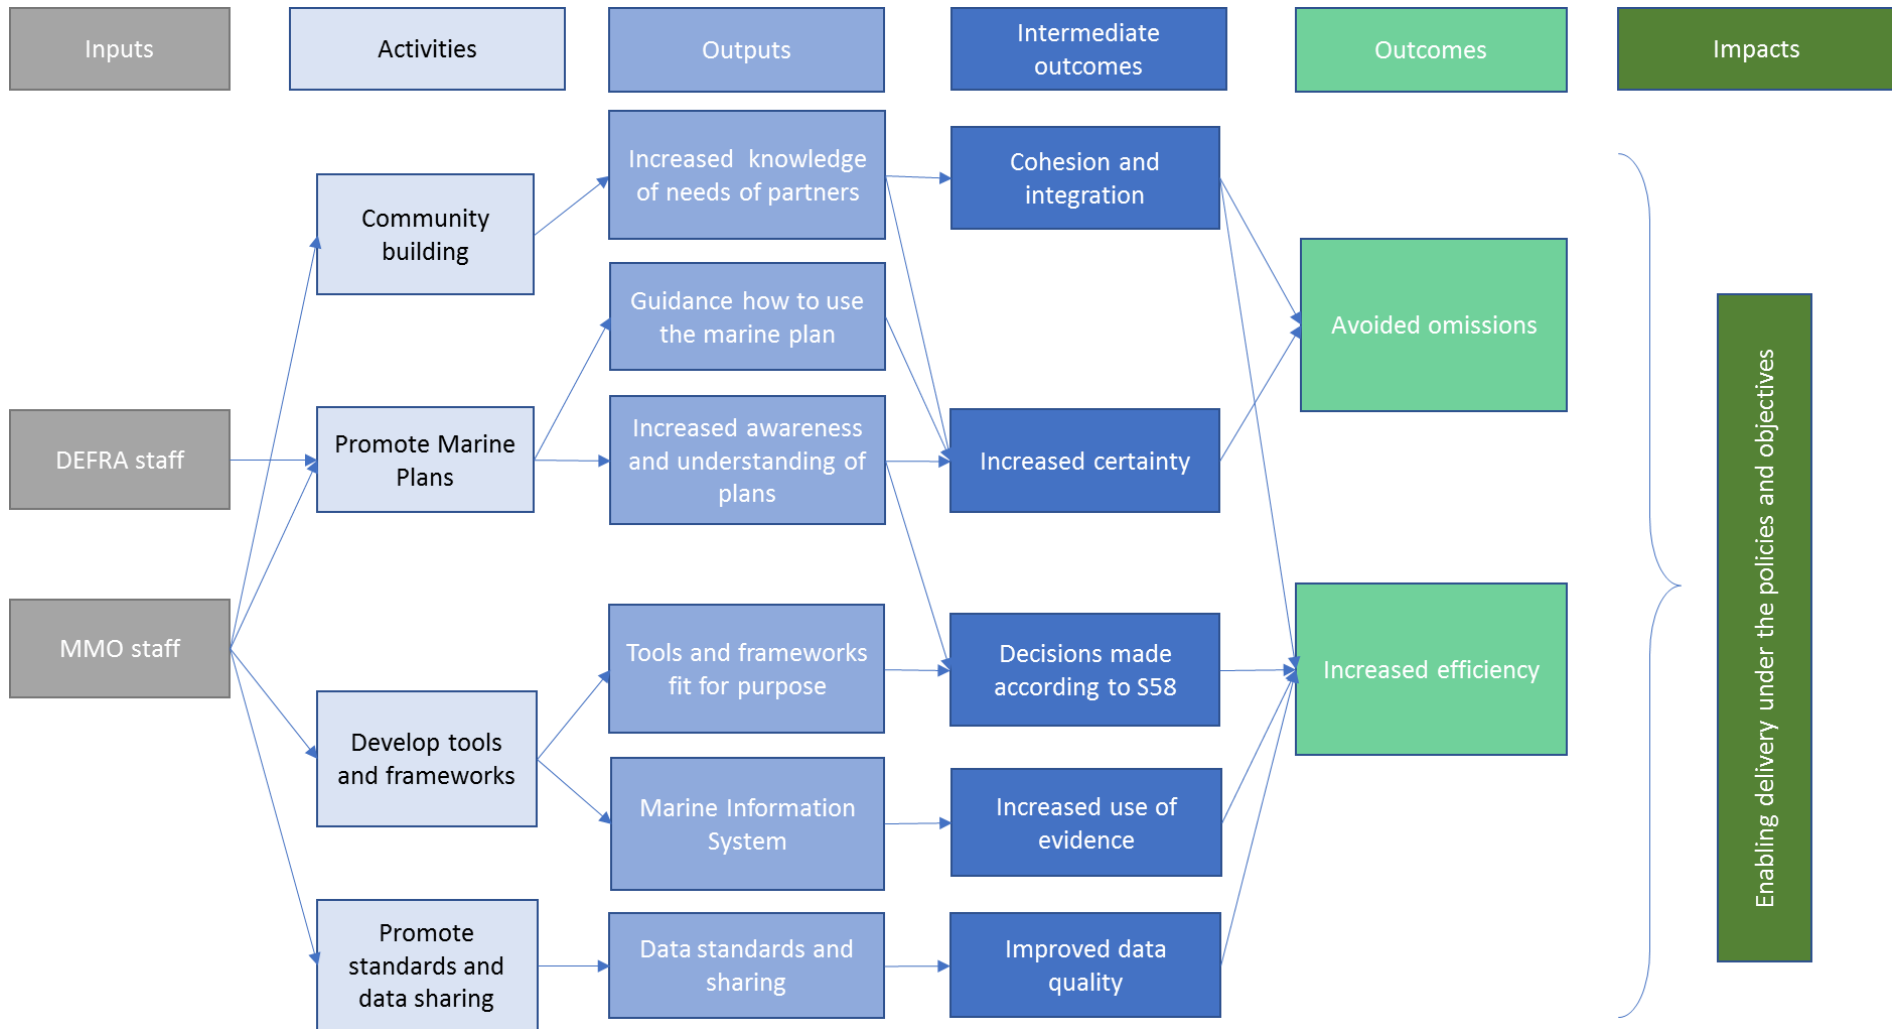 Inputs
Activities
Outputs
Intermediate
outcomes
Outcomes
Impacts
DEFRA staff
MMO staff
Community
building
Promote Marine
Plans
Develop tools
and frameworks
Promote
standards and
data sharing
Increased knowledge
of needs of partners
Guidance how to use
the marine plan
Increased awareness
and understanding of
plans
Tools and frameworks
fit for purpose
Marine Information
System
Data standards and
sharing
Cohesion and
integration
Increased certainty
Decisions made
according to S58
Increased use of
evidence
Improved data
quality
Avoided omissions
Increased efficiency
Enabling delivery under the policies and objectives